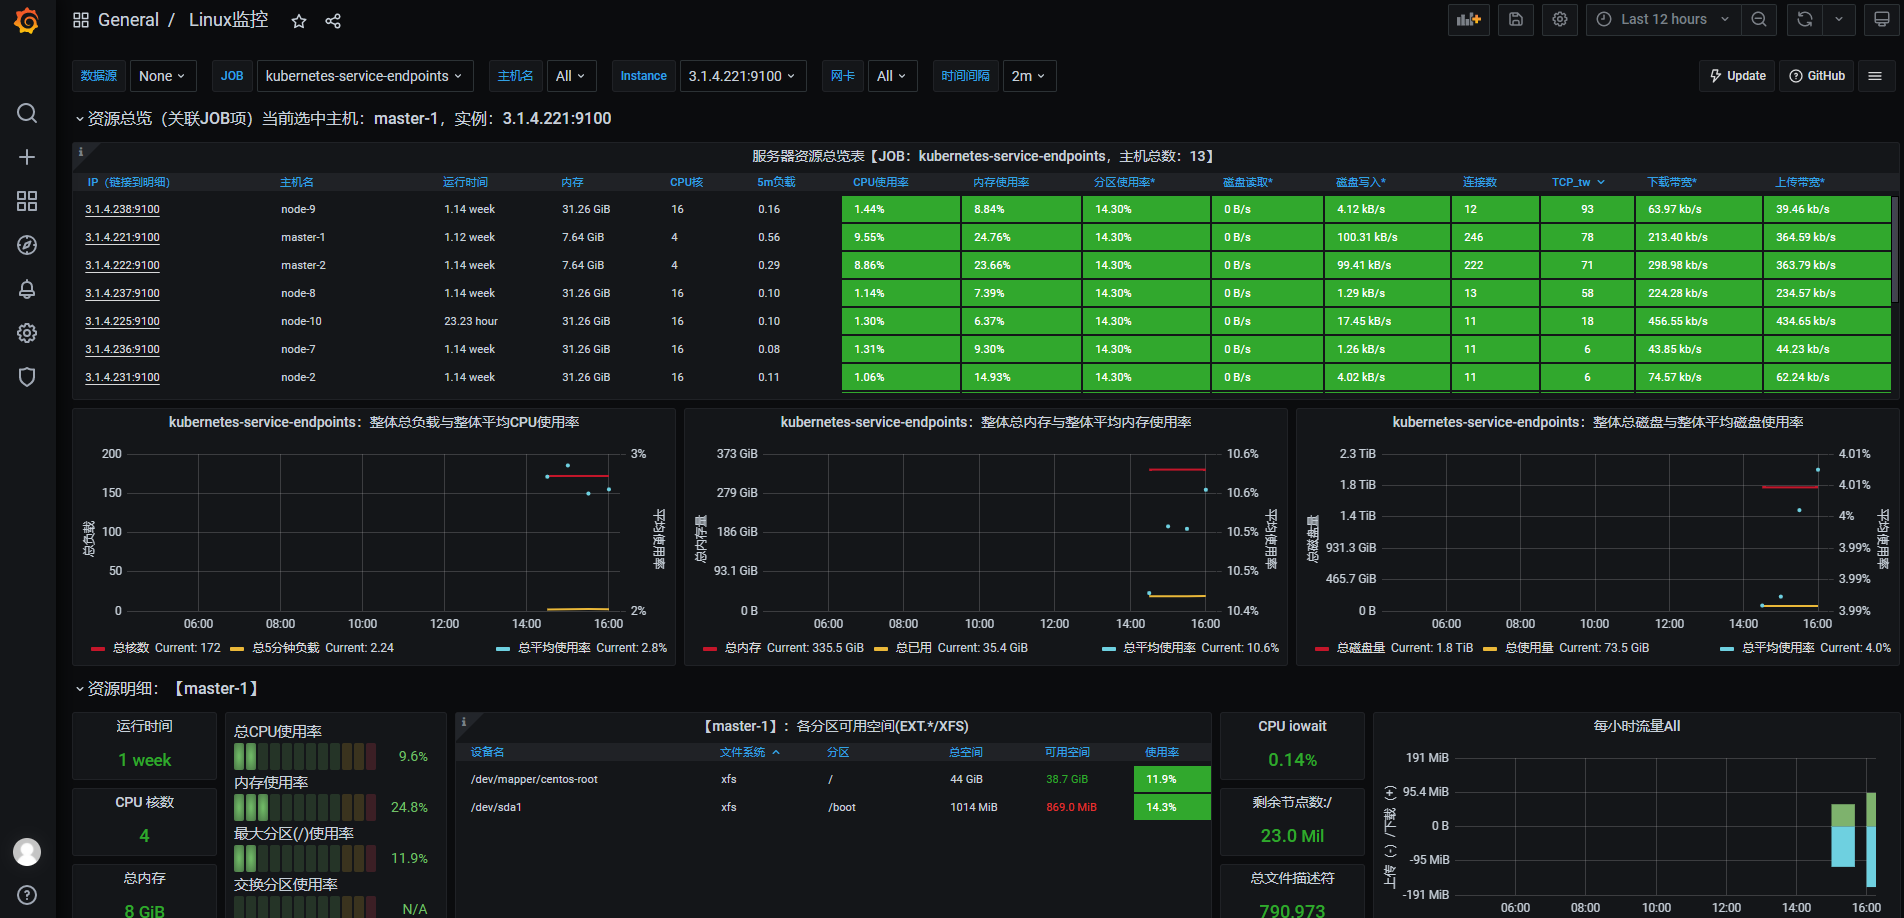 General / Linux监控
Last 12 hours
数据源 None JOB kubernetes-service-endpoints 主机名 All Instance 3.1.4.221:9100 网卡 All 时间间隔 2m Update GitHub
资源总览（关联JOB项）当前选中主机：master-1，实例：3.1.4.221:9100
服务器资源总览表【JOB：kubernetes-service-endpoints，主机总数：13】
IP（链接到明细） 主机名 运行时间 内存 CPU核 5m负载 CPU使用率 内存使用率 分区使用率* 磁盘读取* 磁盘写入* 连接数 TCP_tw 下载带宽* 上传带宽*
3.1.4.238:9100 node-9 1.14 week 31.26 GiB 16 0.16 1.44% 8.84% 14.30% 0 B/s 4.12 kB/s 12 93 63.97 kb/s 39.46 kb/s
3.1.4.221:9100 master-1 1.12 week 7.64 GiB 4 0.56 9.55% 24.76% 14.30% 0 B/s 100.31 kB/s 246 78 213.40 kb/s 364.59 kb/s
3.1.4.222:9100 master-2 1.14 week 7.64 GiB 4 0.29 8.86% 23.66% 14.30% 0 B/s 99.41 kB/s 222 71 298.98 kb/s 363.79 kb/s
3.1.4.237:9100 node-8 1.14 week 31.26 GiB 16 0.10 1.14% 7.39% 14.30% 0 B/s 1.29 kB/s 13 58 224.28 kb/s 234.57 kb/s
3.1.4.225:9100 node-10 23.23 hour 31.26 GiB 16 0.10 1.30% 6.37% 14.30% 0 B/s 17.45 kB/s 11 18 456.55 kb/s 434.65 kb/s
3.1.4.236:9100 node-7 1.14 week 31.26 GiB 16 0.08 1.31% 9.30% 14.30% 0 B/s 1.26 kB/s 11 6 43.85 kb/s 44.23 kb/s
3.1.4.231:9100 node-2 1.14 week 31.26 GiB 16 0.11 1.06% 14.93% 14.30% 0 B/s 4.02 kB/s 11 6 74.57 kb/s 62.24 kb/s
kubernetes-service-endpoints：整体总负载与整体平均CPU使用率
200 3%
150
100
50
0 2%
总负载
整体平均使用率
06:00 08:00 10:00 12:00 14:00 16:00
总核数 Current: 172 总5分钟负载 Current: 2.24 总平均使用率 Current: 2.8%
kubernetes-service-endpoints：整体总内存与整体平均内存使用率
373 GiB 10.6%
279 GiB 10.6%
186 GiB 10.5%
93.1 GiB 10.5%
0 B 10.4%
总内存量
整体平均使用率
06:00 08:00 10:00 12:00 14:00 16:00
总内存 Current: 335.5 GiB 总已用 Current: 35.4 GiB 总平均使用率 Current: 10.6%
kubernetes-service-endpoints：整体总磁盘与整体平均磁盘使用率
2.3 TiB 4.01%
1.8 TiB 4.01%
1.4 TiB 4%
931.3 GiB 3.99%
465.7 GiB 3.99%
0 B 3.99%
总磁盘量
整体平均使用率
06:00 08:00 10:00 12:00 14:00 16:00
总磁盘量 Current: 1.8 TiB 总使用量 Current: 73.5 GiB 总平均使用率 Current: 4.0%
资源明细：【master-1】
运行时间
1 week
CPU 核数
4
总内存
8 GiB
总CPU使用率
9.6%
内存使用率
24.8%
最大分区(/)使用率
11.9%
交换分区使用率
N/A
【master-1】：各分区可用空间(EXT.*/XFS)
设备名 文件系统 分区 总空间 可用空间 使用率
/dev/mapper/centos-root xfs / 44 GiB 38.7 GiB 11.9%
/dev/sda1 xfs /boot 1014 MiB 869.0 MiB 14.3%
CPU iowait
0.14%
剩余节点数:/
23.0 Mil
总文件描述符
790,973
每小时流量All
191 MiB
95.4 MiB
0 B
-95 MiB
-191 MiB
上传（-）/下载（+）
06:00 08:00 10:00 12:00 14:00 16:00